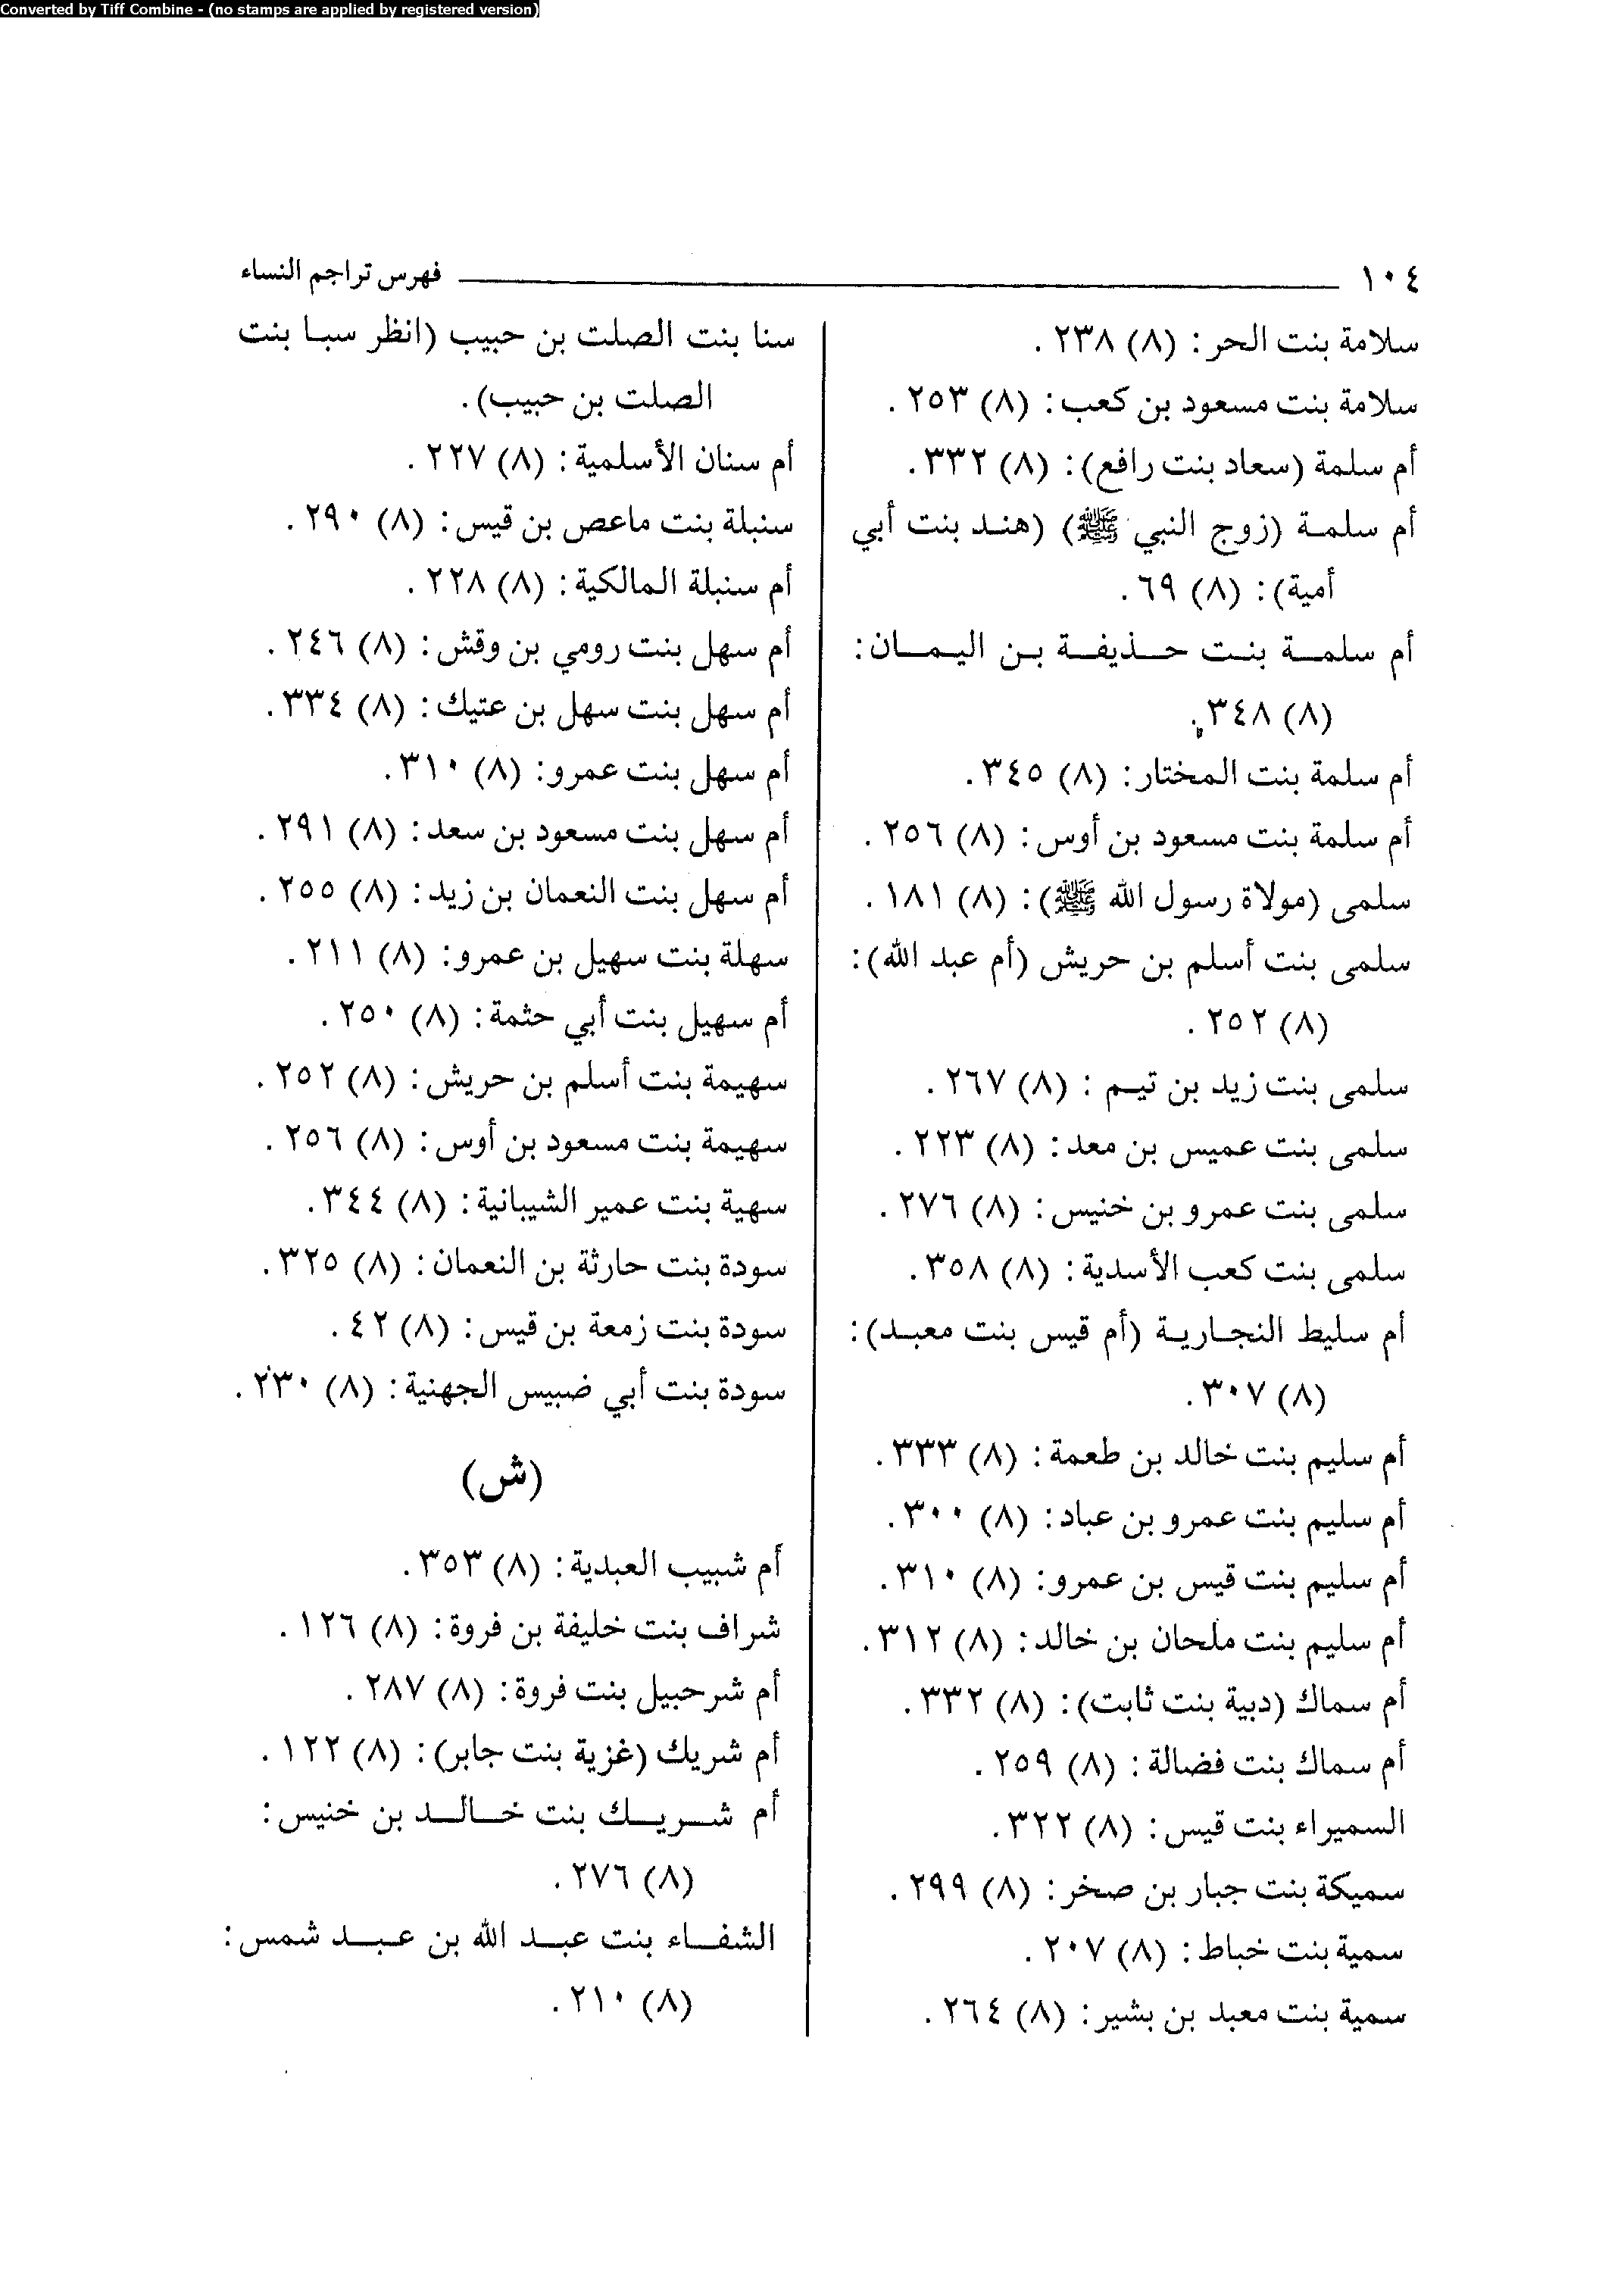 Converted by Tiff Combine - (no stamps are applied by registered version)
١٠٤
فهرس تراجم النساء
سلامة بنت الحر: (٨) ٢٣٨.
سلامة بنت مسعود بن كعب: (٨) ٢٥٣.
أم سلمة (سعاد بنت رافع): (٨) ٣٣٢.
أم سلمة (زوج النبي ﷺ) (هند بنت أبي
أمية): (٨) ٦٩.
أم سلمة بنت حذيفة بن اليمان:
(٨) ٣٤٨.
أم سلمة بنت المختار: (٨) ٣٤٥.
أم سلمة بنت مسعود بن أوس: (٨) ٢٥٦.
سلمى (مولاة رسول الله ﷺ): (٨) ١٨١.
سلمى بنت أسلم بن حريش (أم عبد الله):
(٨) ٢٥٢.
سلمى بنت زيد بن تيم: (٨) ٢٦٧.
سلمى بنت عميس بن معد: (٨) ٢٢٣.
سلمى بنت عمرو بن خنيس: (٨) ٢٧٦.
سلمى بنت كعب الأسدية: (٨) ٣٥٨.
أم سليط النجارية (أم قيس بنت معبد):
(٨) ٣٠٧.
أم سليم بنت خالد بن طعمة: (٨) ٣٣٣.
أم سليم بنت عمرو بن عباد: (٨) ٣٠٠.
أم سليم بنت قيس بن عمرو: (٨) ٣١٠.
أم سليم بنت ملحان بن خالد: (٨) ٣١٢.
أم سماك (دبية بنت ثابت): (٨) ٣٣٢.
أم سماك بنت فضالة: (٨) ٢٥٩.
السميراء بنت قيس: (٨) ٣٢٢.
سميكة بنت جبار بن صخر: (٨) ٢٩٩.
سمية بنت خباط: (٨) ٢٠٧.
سمية بنت معبد بن بشير: (٨) ٢٦٤.
سنا بنت الصلت بن حبيب (انظر سبا بنت
الصلت بن حبيب).
أم سنان الأسلمية: (٨) ٢٢٧.
سنبلة بنت ماعص بن قيس: (٨) ٢٩٠.
أم سنبلة المالكية: (٨) ٢٢٨.
أم سهل بنت رومي بن وقش: (٨) ٢٤٦.
أم سهل بنت سهل بن عتيك: (٨) ٣٣٤.
أم سهل بنت عمرو: (٨) ٣١٠.
أم سهل بنت مسعود بن سعد: (٨) ٢٩١.
أم سهل بنت النعمان بن زيد: (٨) ٢٥٥.
سهلة بنت سهيل بن عمرو: (٨) ٢١١.
أم سهيل بنت أبي حثمة: (٨) ٢٥٠.
سهيمة بنت أسلم بن حريش: (٨) ٢٥٢.
سهيمة بنت مسعود بن أوس: (٨) ٢٥٦.
سهية بنت عمير الشيبانية: (٨) ٣٤٤.
سودة بنت حارثة بن النعمان: (٨) ٣٢٥.
سودة بنت زمعة بن قيس: (٨) ٤٢.
سودة بنت أبي ضبيس الجهنية: (٨) ٢٣٠.
(ش)
أم شبيب العبدية: (٨) ٣٥٣.
شراف بنت خليفة بن فروة: (٨) ١٢٦.
أم شرحبيل بنت فروة: (٨) ٢٨٧.
أم شريك (غزية بنت جابر): (٨) ١٢٢.
أم شريك بنت خالد بن خنيس:
(٨) ٢٧٦.
الشفاء بنت عبد الله بن عبد شمس:
(٨) ٢١٠.